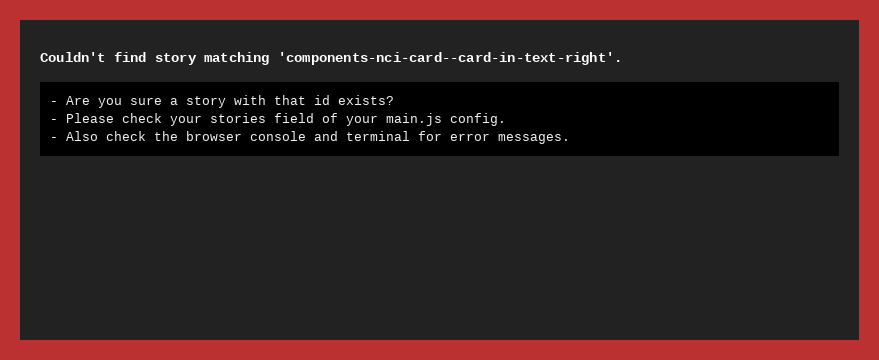 Couldn't find story matching 'components-nci-card--card-in-text-right'.
- Are you sure a story with that id exists?
- Please check your stories field of your main.js config.
- Also check the browser console and terminal for error messages.